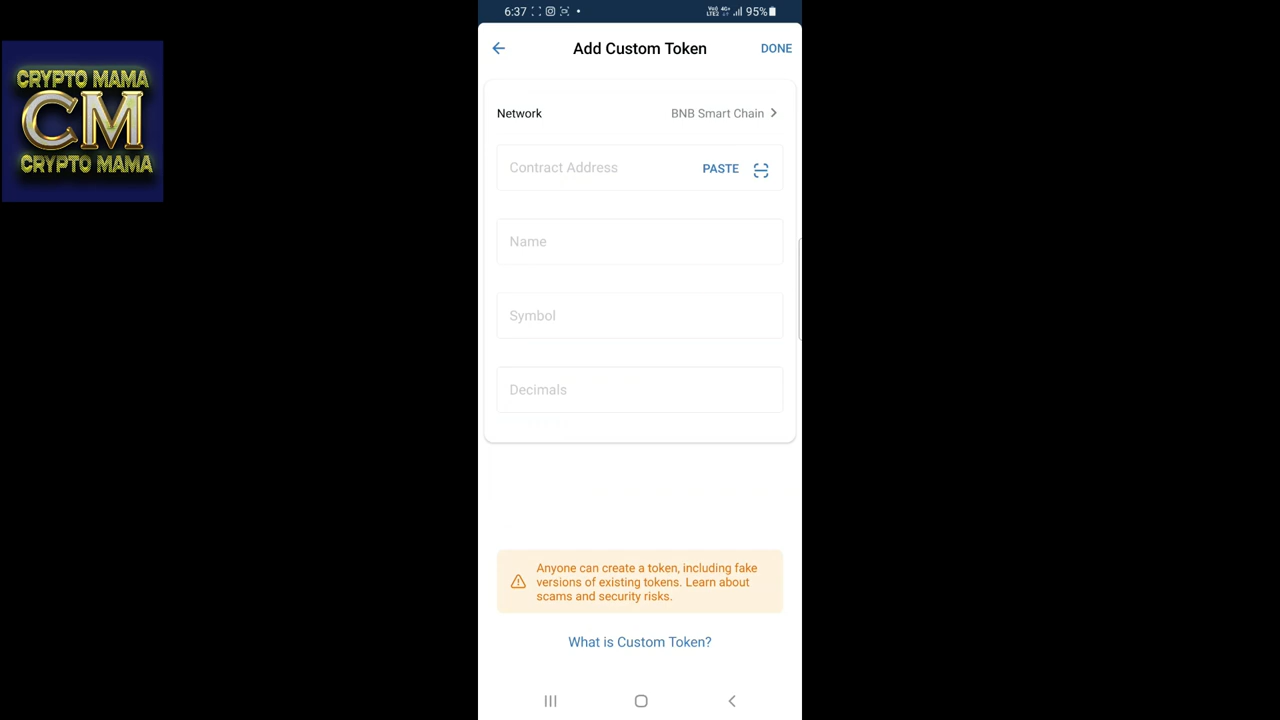 CRYPTO MAMA
CM
CRYPTO MAMA
6:37
95%
Add Custom Token
DONE
Network
BNB Smart Chain
Contract Address
PASTE
Name
Symbol
Decimals
Anyone can create a token, including fake
versions of existing tokens. Learn about
scams and security risks.
What is Custom Token?